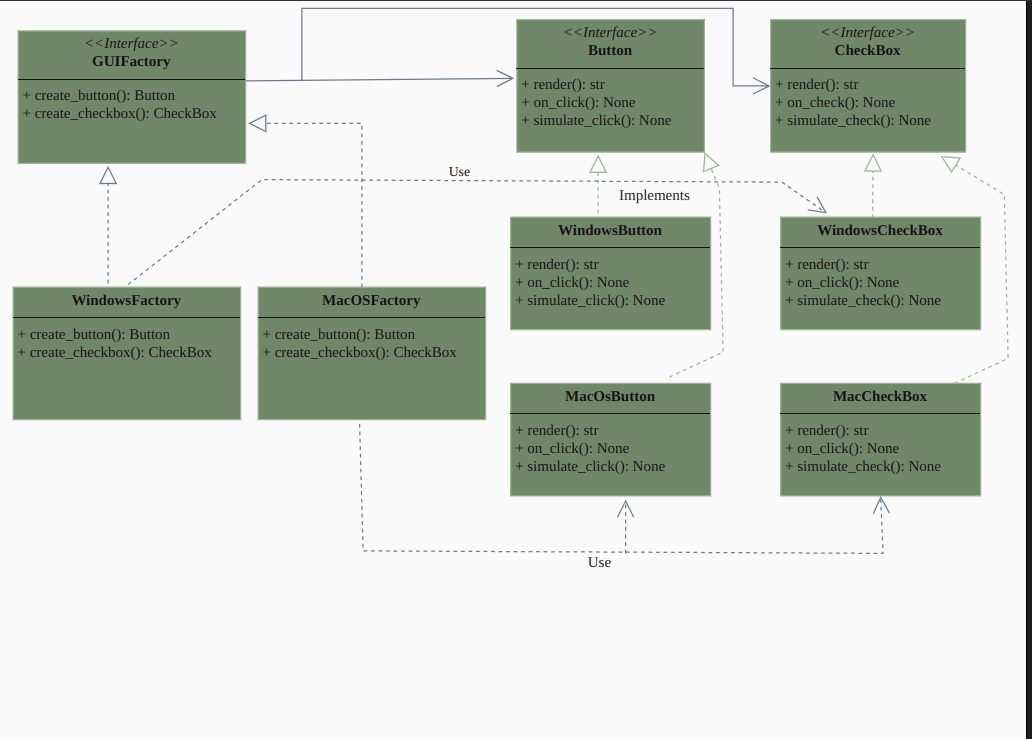 <<Interface>>
GUIFactory
+ create_button(): Button
+ create_checkbox(): CheckBox
<<Interface>>
Button
+ render(): str
+ on_click(): None
+ simulate_click(): None
<<Interface>>
CheckBox
+ render(): str
+ on_check(): None
+ simulate_check(): None
Use
Implements
WindowsFactory
+ create_button(): Button
+ create_checkbox(): CheckBox
MacOSFactory
+ create_button(): Button
+ create_checkbox(): CheckBox
WindowsButton
+ render(): str
+ on_click(): None
+ simulate_click(): None
WindowsCheckBox
+ render(): str
+ on_click(): None
+ simulate_check(): None
MacOsButton
+ render(): str
+ on_click(): None
+ simulate_click(): None
MacCheckBox
+ render(): str
+ on_click(): None
+ simulate_check(): None
Use